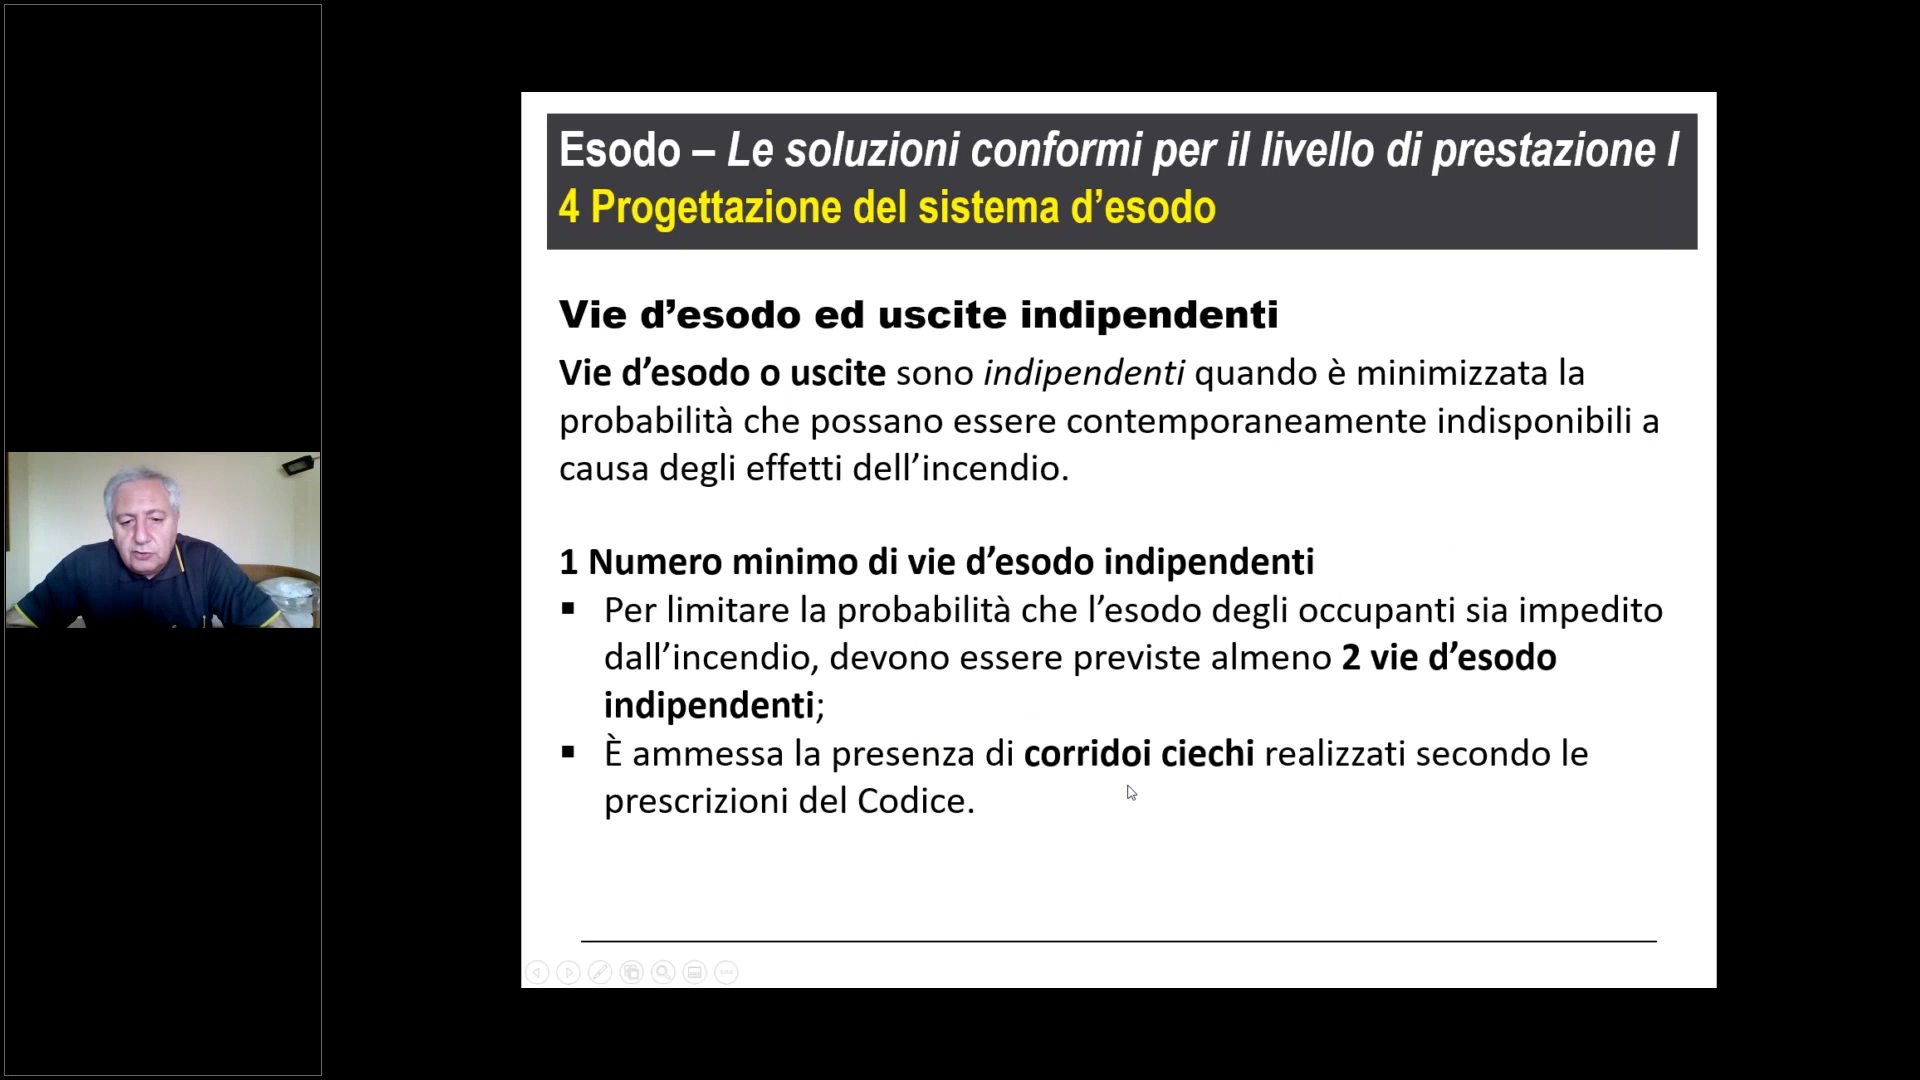 Esodo – Le soluzioni conformi per il livello di prestazione I
4 Progettazione del sistema d’esodo
Vie d’esodo ed uscite indipendenti
Vie d’esodo o uscite sono indipendenti quando è minimizzata la
probabilità che possano essere contemporaneamente indisponibili a
causa degli effetti dell’incendio.
1 Numero minimo di vie d’esodo indipendenti
▪ Per limitare la probabilità che l’esodo degli occupanti sia impedito
dall’incendio, devono essere previste almeno 2 vie d’esodo
indipendenti;
▪ È ammessa la presenza di corridoi ciechi realizzati secondo le
prescrizioni del Codice.